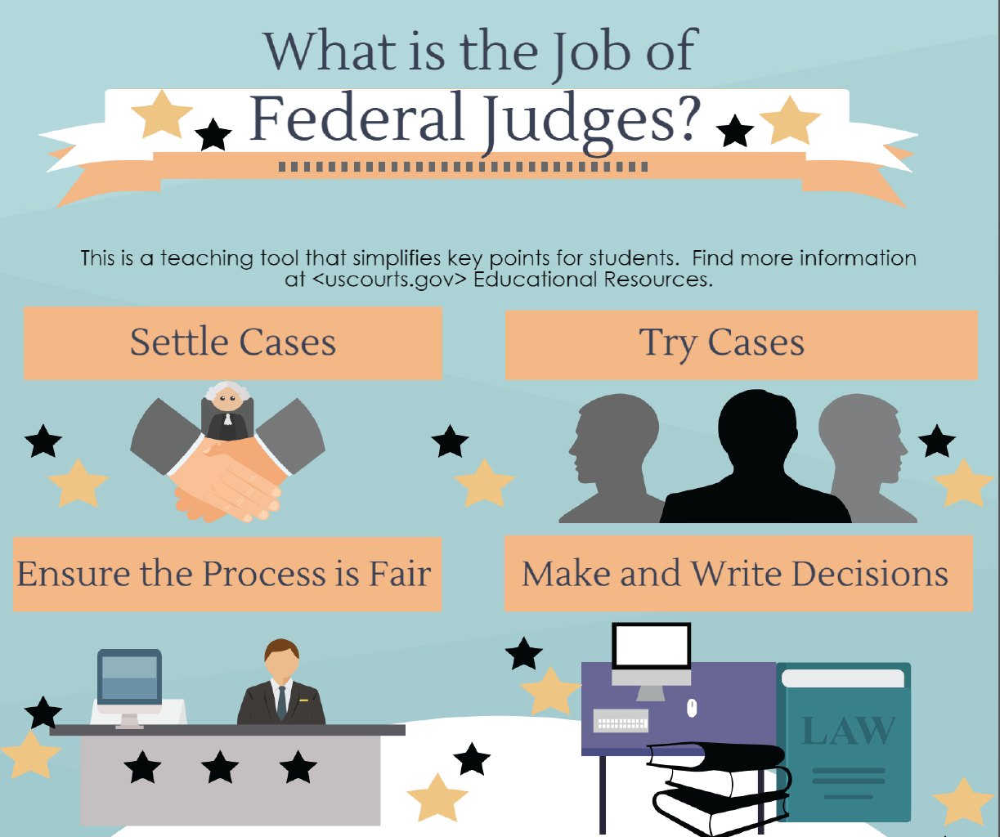 What is the Job of
Federal Judges?
This is a teaching tool that simplifies key points for students.  Find more information
at <uscourts.gov> Educational Resources.
Settle Cases
Try Cases
Ensure the Process is Fair
Make and Write Decisions
LAW